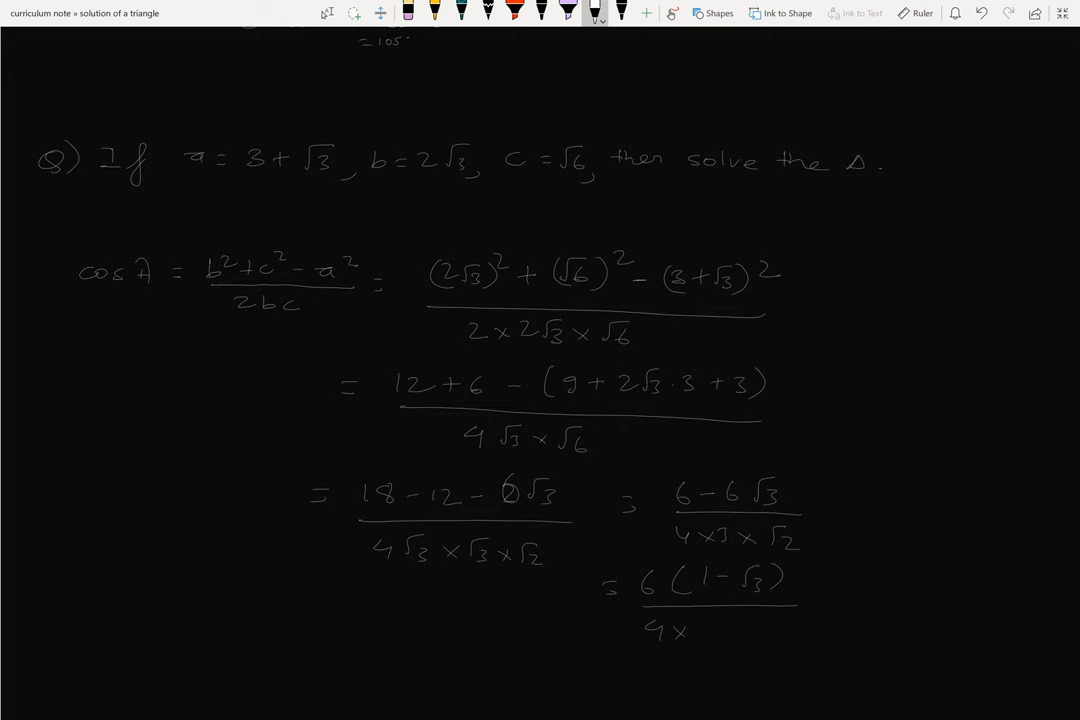 curriculum note » solution of a triangle
Shapes Ink to Shape Ink to Text Ruler
=105°
Q) If a = 3 + √3, b = 2√3, c = √6, then solve the Δ.
cos A = (b² + c² - a²)/(2bc) = ((2√3)² + (√6)² - (3+√3)²)/(2 × 2√3 × √6)
= (12 + 6 - (9 + 2√3·3 + 3))/(4√3 × √6)
= (18 - 12 - 6√3)/(4√3 × √3 × √2) = (6 - 6√3)/(4×3×√2)
= 6(1 - √3)/(4×